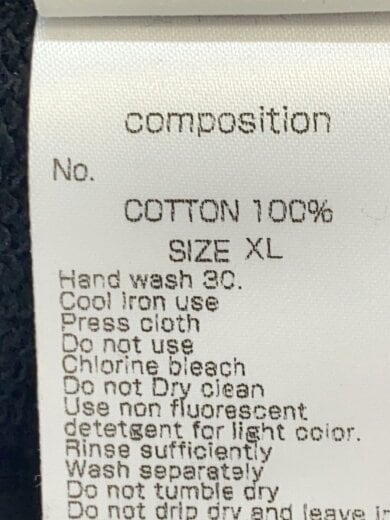 composition
No.
COTTON 100%
SIZE XL
Hand wash 3C.
Cool iron use
Press cloth
Do not use
Chlorine bleach
Do not Dry clean
Use non fluorescent
detetgent for light color.
Rinse sufficiently
Wash separately
Do not tumble dry
Do not drip dry and leave